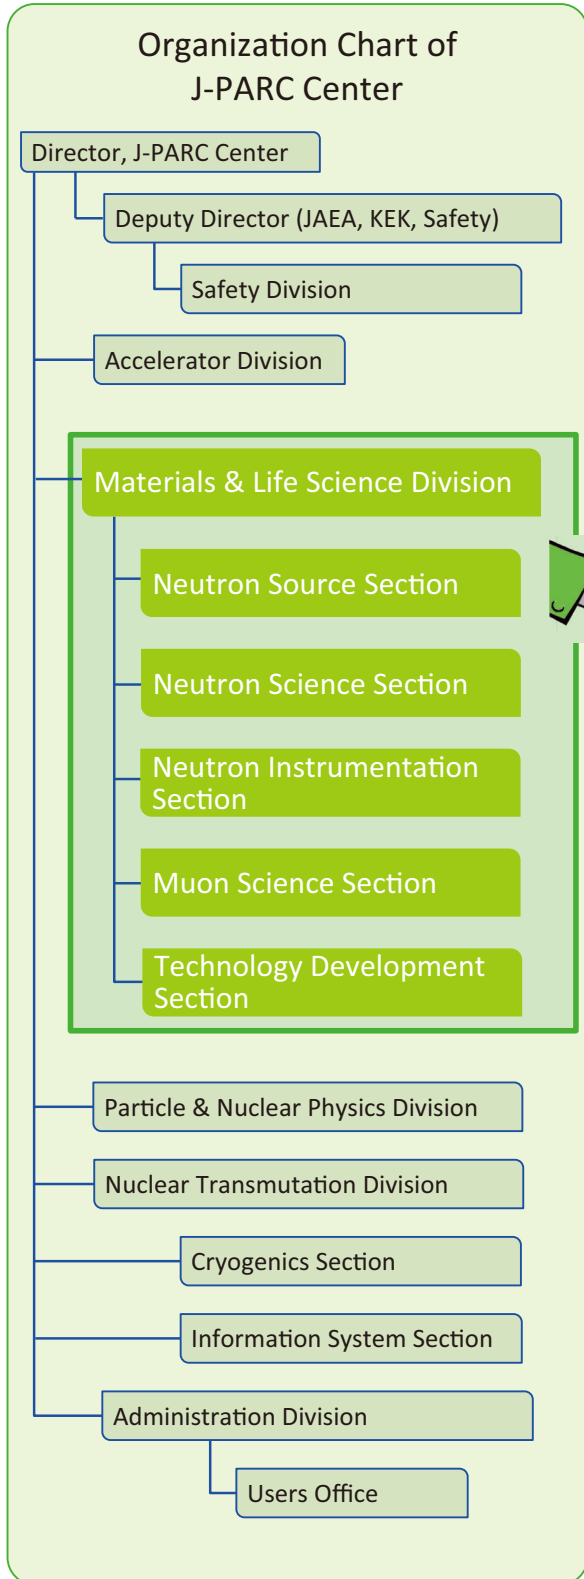 Organization Chart of
J-PARC Center
Director, J-PARC Center
Deputy Director (JAEA, KEK, Safety)
Safety Division
Accelerator Division
Materials & Life Science Division
Neutron Source Section
Neutron Science Section
Neutron Instrumentation
Section
Muon Science Section
Technology Development
Section
Particle & Nuclear Physics Division
Nuclear Transmutation Division
Cryogenics Section
Information System Section
Administration Division
Users Office